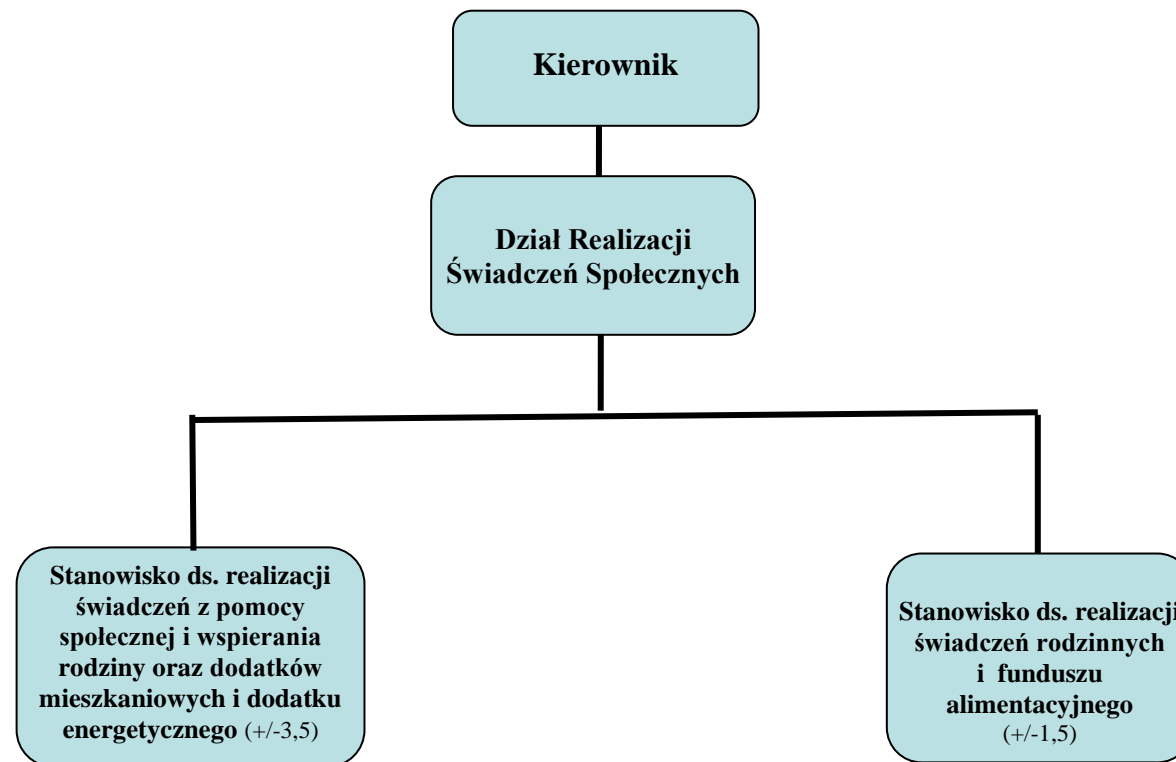 Kierownik
Dział Realizacji
Świadczeń Społecznych
Stanowisko ds. realizacji
świadczeń z pomocy
społecznej i wspierania
rodziny oraz dodatków
mieszkaniowych i dodatku
energetycznego (+/-3,5)
Stanowisko ds. realizacji
świadczeń rodzinnych
i funduszu
alimentacyjnego
(+/-1,5)